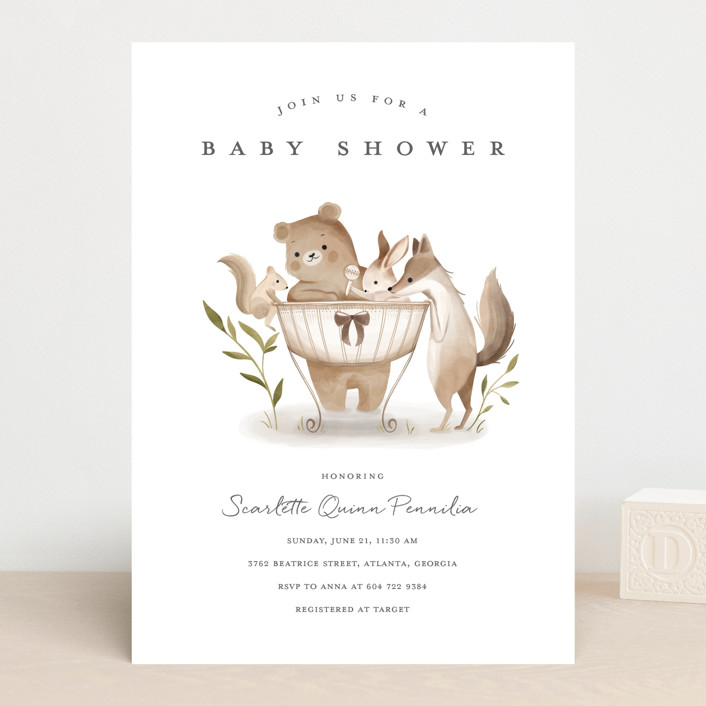 JOIN US FOR A
BABY SHOWER
HONORING
Scarlétte Quinn Pennilia
SUNDAY, JUNE 21, 11:30 AM
3762 BEATRICE STREET, ATLANTA, GEORGIA
RSVP TO ANNA AT 604 722 9384
REGISTERED AT TARGET
D